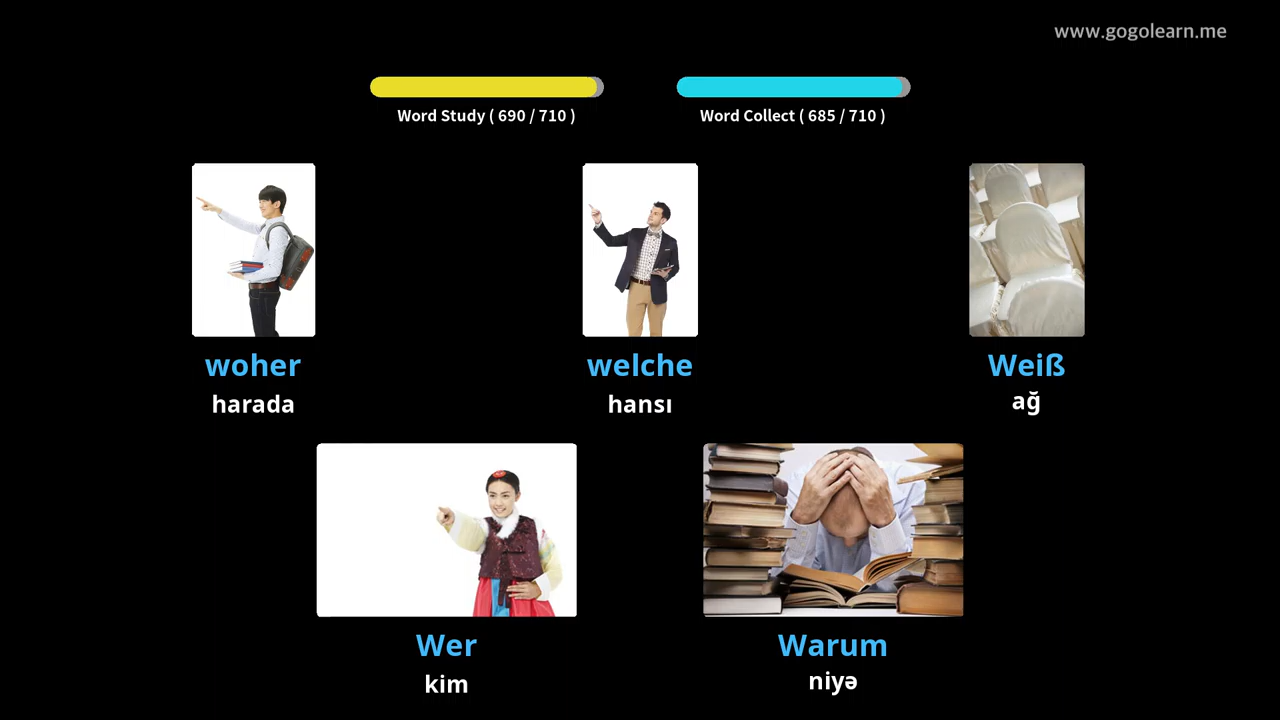 www.gogolearn.me
Word Study ( 690 / 710 )
Word Collect ( 685 / 710 )
woher
harada
welche
hansı
Weiß
ağ
Wer
kim
Warum
niyə